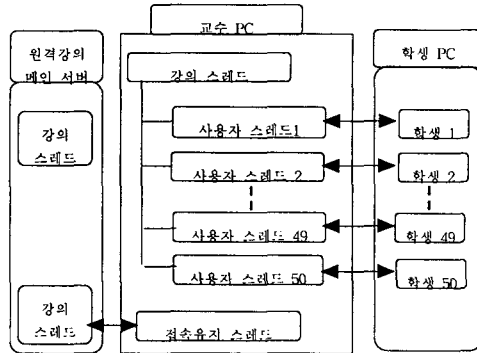 원격강의
메인 서버
강의
스레드
강의
스레드
교수 PC
강의 스레드
사용자 스레드1
사용자 스레드 2
사용자 스레드 49
사용자 스레드 50
접속유지 스레드
학생 PC
학생 1
학생 2
학생 49
학생 50